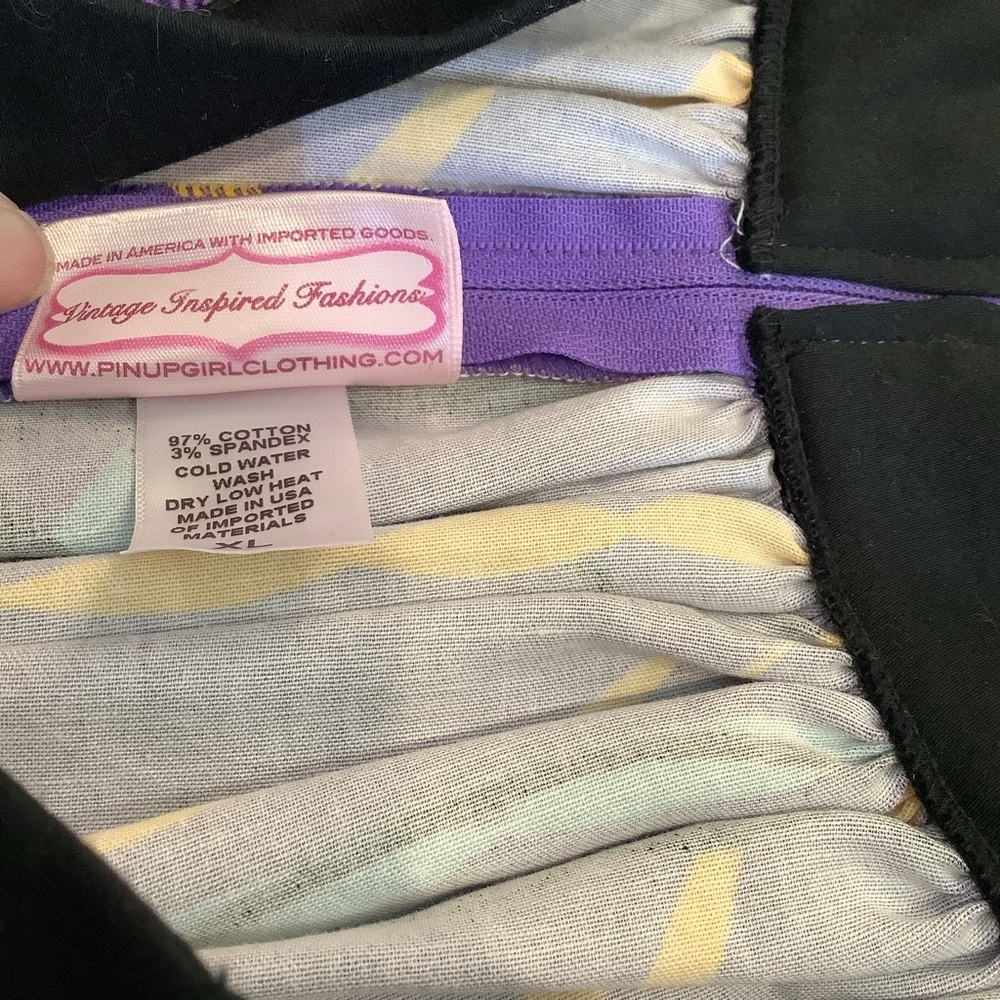 MADE IN AMERICA WITH IMPORTED GOODS.
Vintage Inspired Fashions
WWW.PINUPGIRLCLOTHING.COM
97% COTTON
3% SPANDEX
COLD WATER
WASH
DRY LOW HEAT
MADE IN USA
OF IMPORTED
MATERIALS
XL